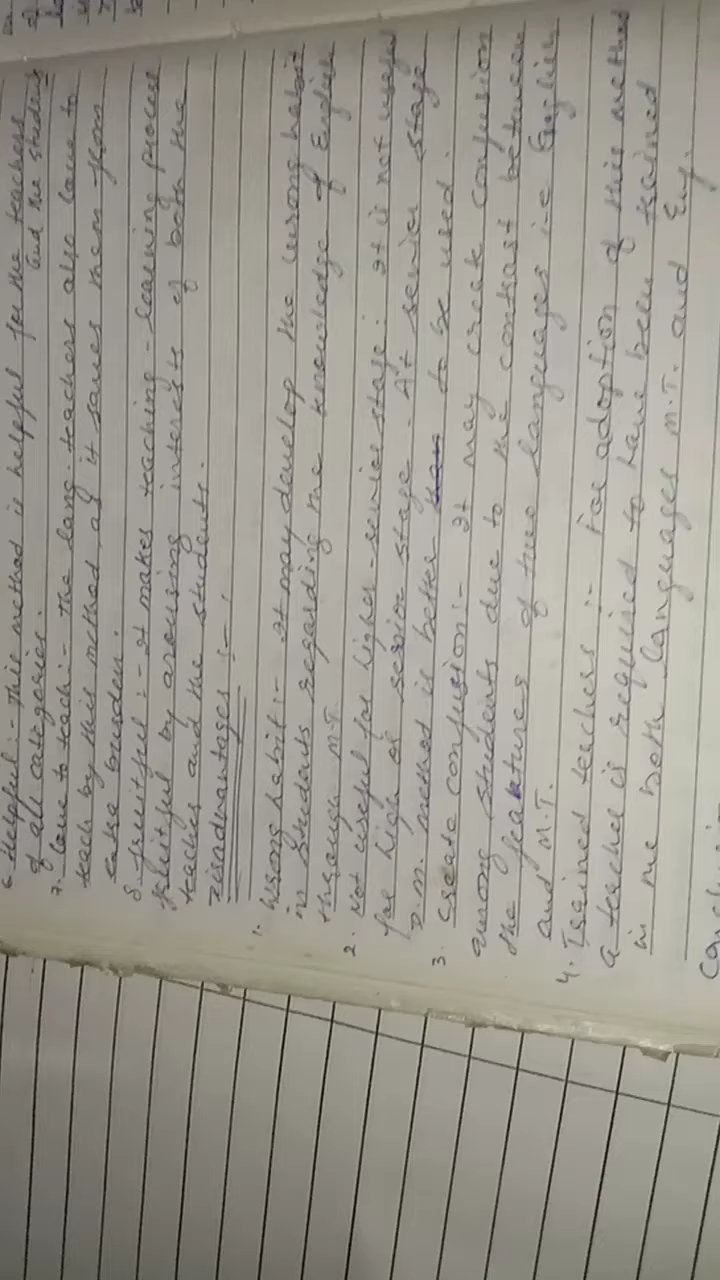 6. Helpful :- This method is helpful for the teachers
and the students
of all categories.
7. Love to teach :- The lang. teachers also love to
teach by this method as it saves them from
extra burden.
8. Fruitful :- It makes teaching-learning process
fruitful by arousing interests of both the
teachers and the students.
Disadvantages :-
1. Wrong habit :- It may develop the wrong habit
in students regarding the knowledge of English
through M.T.
2. Not useful for higher-senior stage : It is not useful
for high or senior stage. At senior stage
D.M. method is better to be used.
3. Create confusion :- It may create confusion
among students due to the contrast between
the features of two languages i.e English
and M.T.
4. Trained teachers :- For adoption of this method
a teacher is required to have been trained
in the both languages M.T. and Eng.